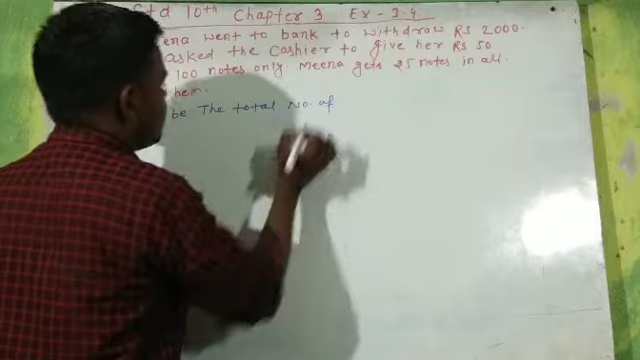 Std 10th Chapter 3 Ex - 3.4
ena went to bank to withdraw Rs 2000.
asked the Cashier to give her Rs 50
100 notes only. Meena gets 25 notes in all.
them.
be The total No. of